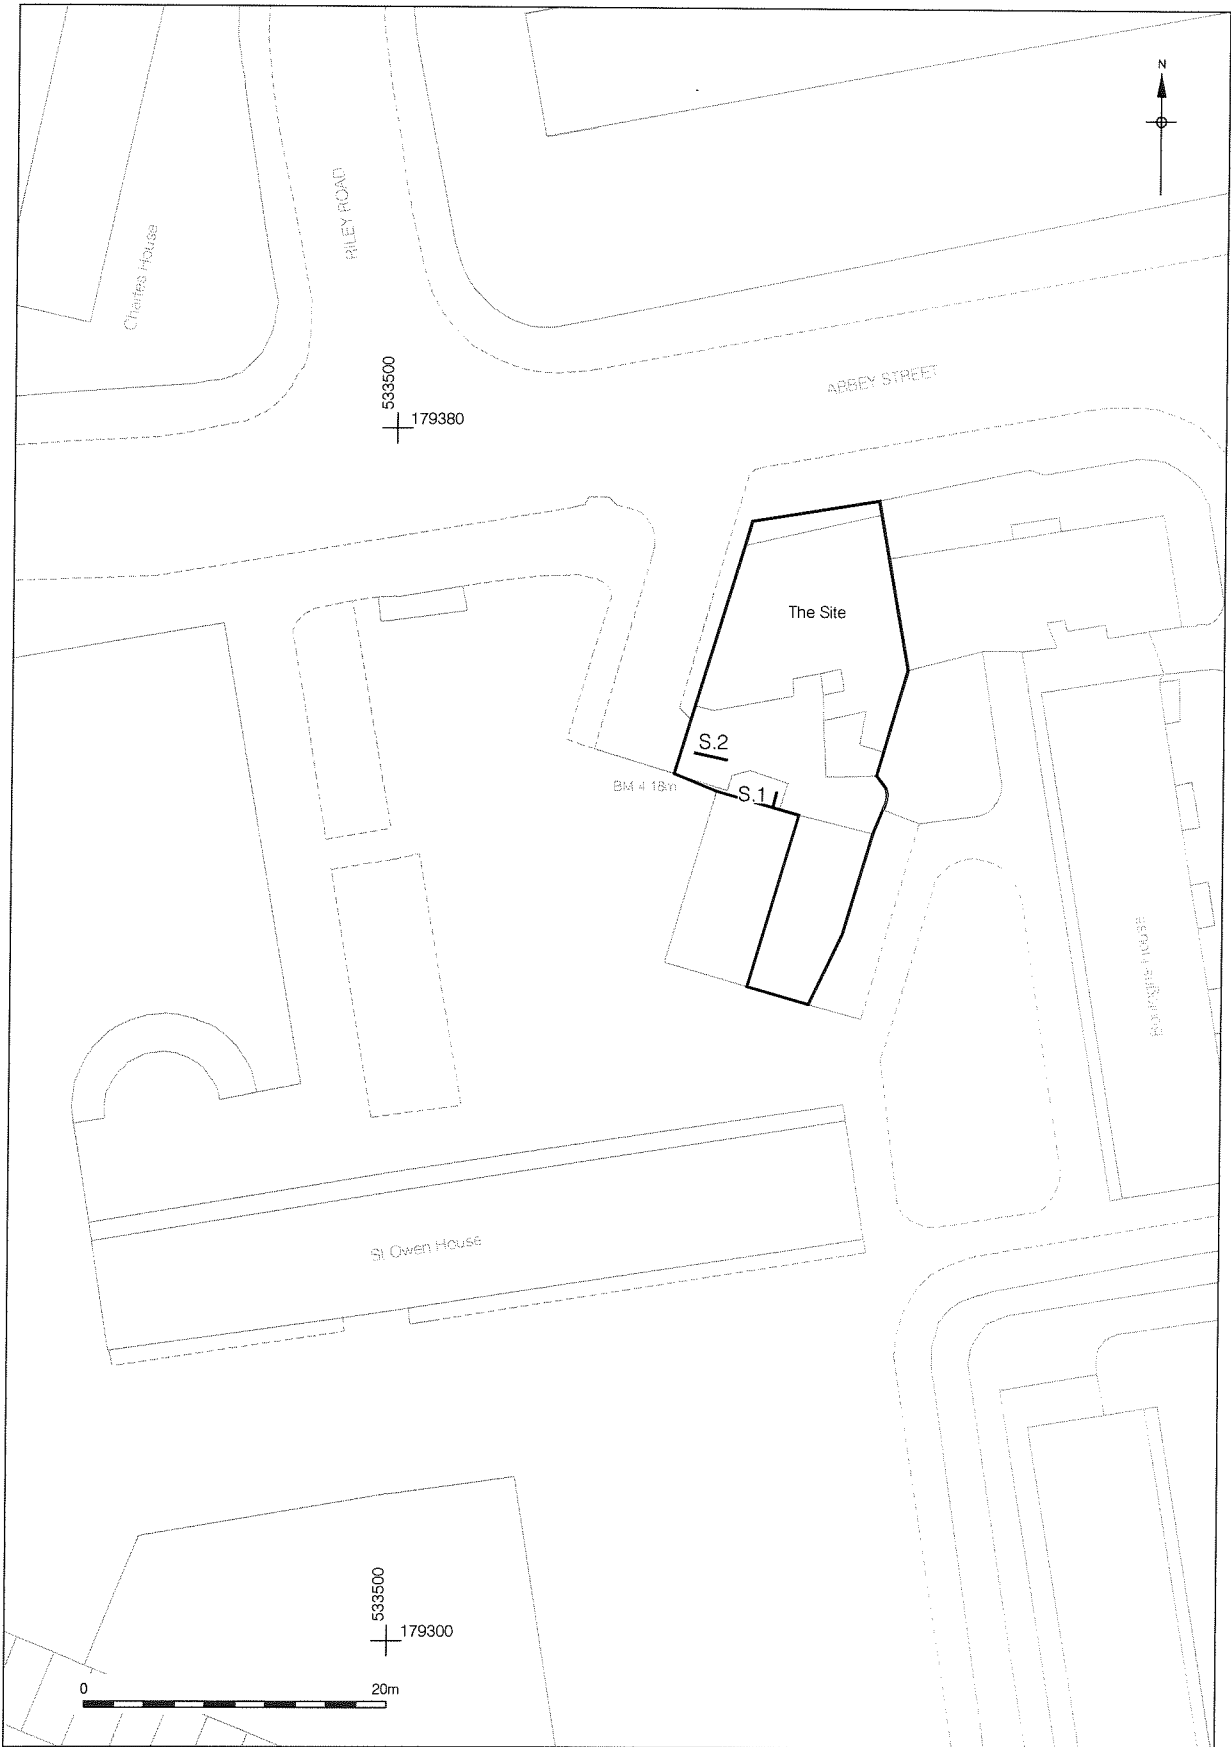 N
RILEY ROAD
Charles House
533500
179380
ABBEY STREET
The Site
S.2
BM 4.18m
S.1
St Owen House
533500
179300
0 20m